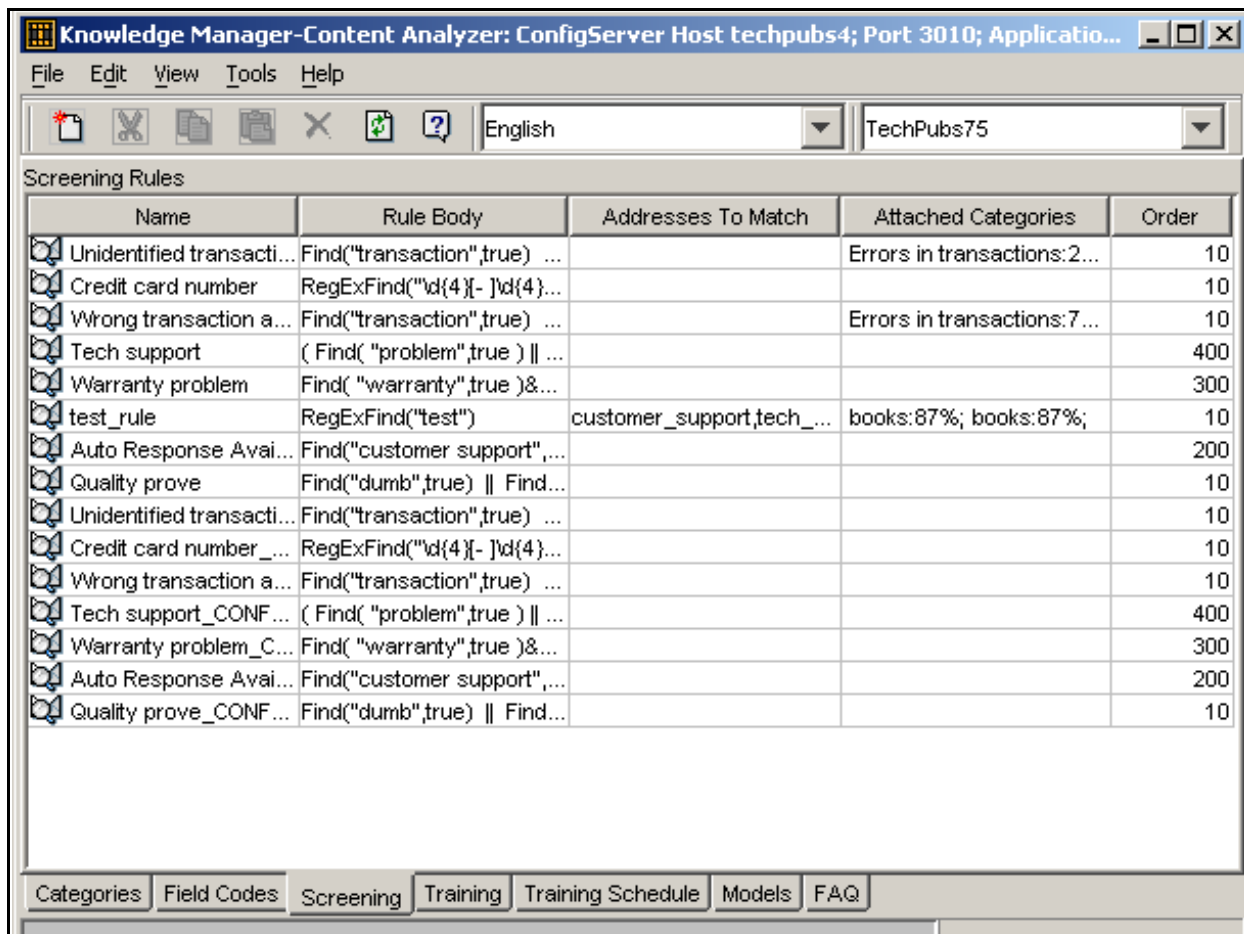 Knowledge Manager-Content Analyzer: ConfigServer Host techpubs4; Port 3010; Applicatio...
File Edit View Tools Help
English TechPubs75
Screening Rules
Name Rule Body Addresses To Match Attached Categories Order
Unidentified transacti... Find("transaction",true) ... Errors in transactions:2... 10
Credit card number RegExFind("\d{4}[- ]\d{4}... 10
Wrong transaction a... Find("transaction",true) ... Errors in transactions:7... 10
Tech support ( Find( "problem",true ) || ... 400
Warranty problem Find( "warranty",true )&... 300
test_rule RegExFind("test") customer_support,tech_... books:87%; books:87%; 10
Auto Response Avai... Find("customer support",... 200
Quality prove Find("dumb",true) || Find... 10
Unidentified transacti... Find("transaction",true) ... 10
Credit card number_... RegExFind("\d{4}[- ]\d{4}... 10
Wrong transaction a... Find("transaction",true) ... 10
Tech support_CONF... ( Find( "problem",true ) || ... 400
Warranty problem_C... Find( "warranty",true )&... 300
Auto Response Avai... Find("customer support",... 200
Quality prove_CONF... Find("dumb",true) || Find... 10
Categories Field Codes Screening Training Training Schedule Models FAQ